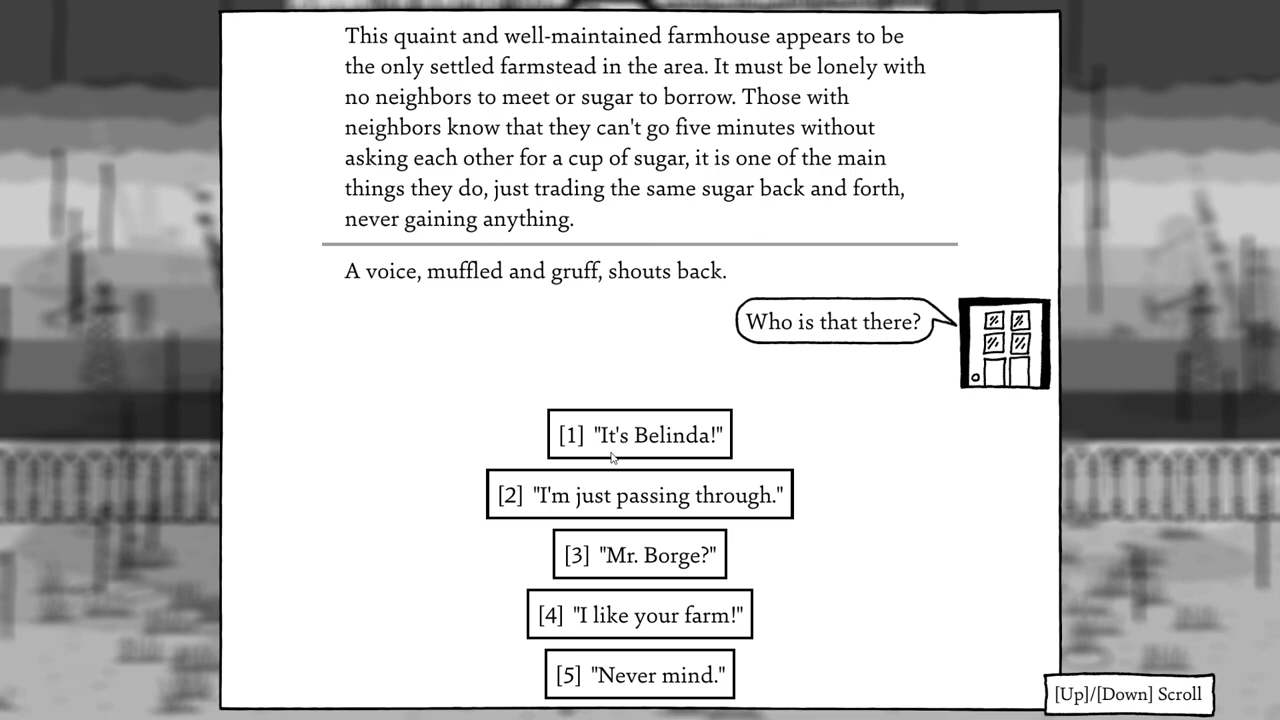 This quaint and well-maintained farmhouse appears to be
the only settled farmstead in the area. It must be lonely with
no neighbors to meet or sugar to borrow. Those with
neighbors know that they can't go five minutes without
asking each other for a cup of sugar, it is one of the main
things they do, just trading the same sugar back and forth,
never gaining anything.
A voice, muffled and gruff, shouts back.
Who is that there?
[1] "It's Belinda!"
[2] "I'm just passing through."
[3] "Mr. Borge?"
[4] "I like your farm!"
[5] "Never mind."
[Up]/[Down] Scroll